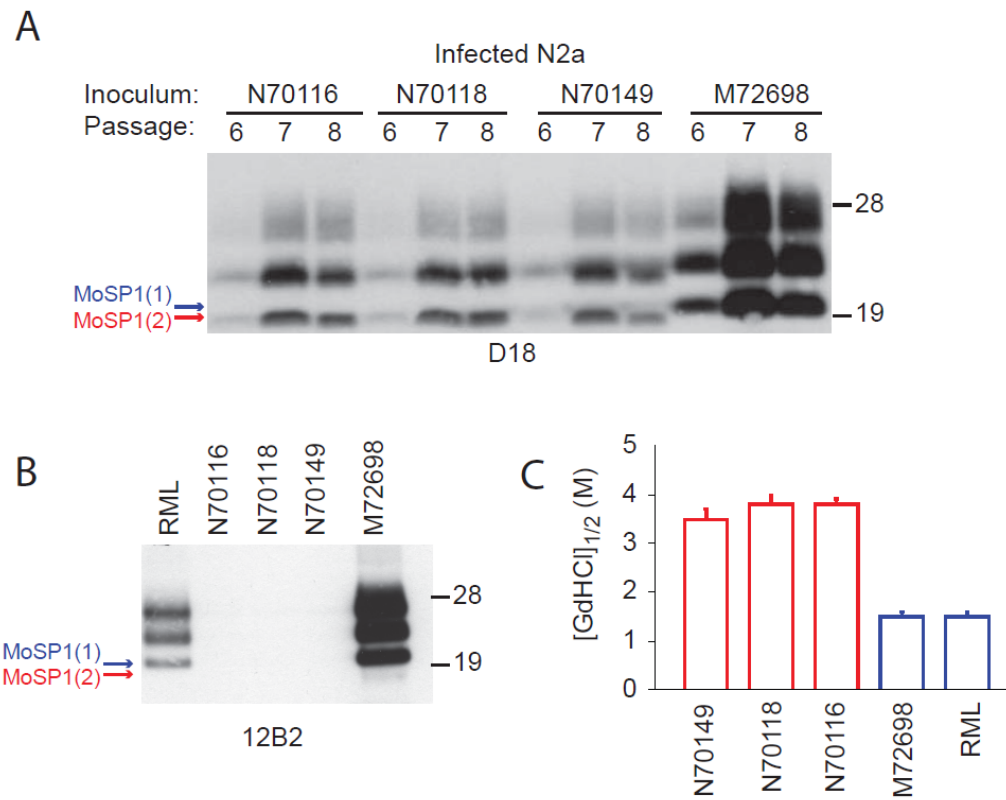 A
Infected N2a
Inoculum: N70116 N70118 N70149 M72698
Passage: 6 7 8 6 7 8 6 7 8 6 7 8
28
MoSP1(1)
MoSP1(2)
19
D18
B
RML
N70116
N70118
N70149
M72698
28
MoSP1(1)
19
MoSP1(2)
12B2
C
[GdHCl]1/2 (M)
5
4
3
2
1
0
N70149
N70118
N70116
M72698
RML